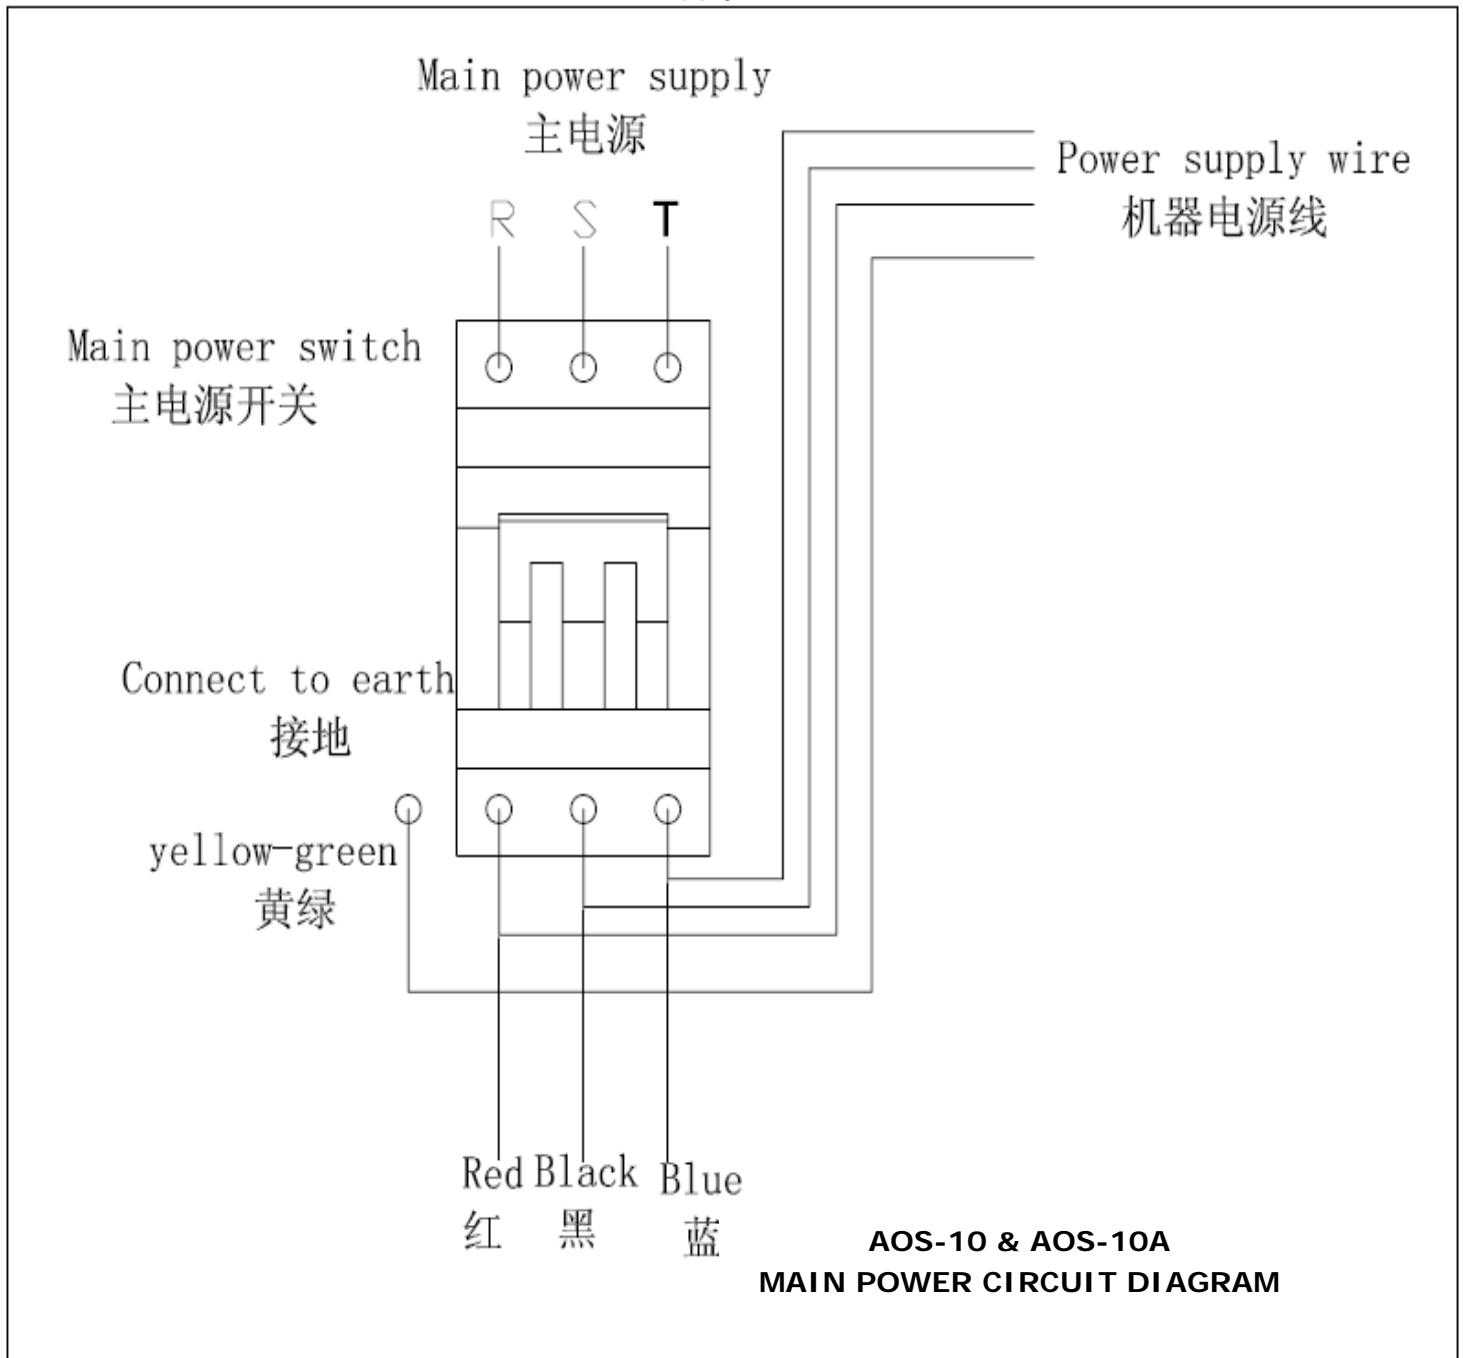 Main power supply
主电源
Power supply wire
机器电源线
R S T
Main power switch
主电源开关
Connect to earth
接地
yellow-green
黄绿
Red Black Blue
红 黑 蓝
AOS-10 & AOS-10A
MAIN POWER CIRCUIT DIAGRAM